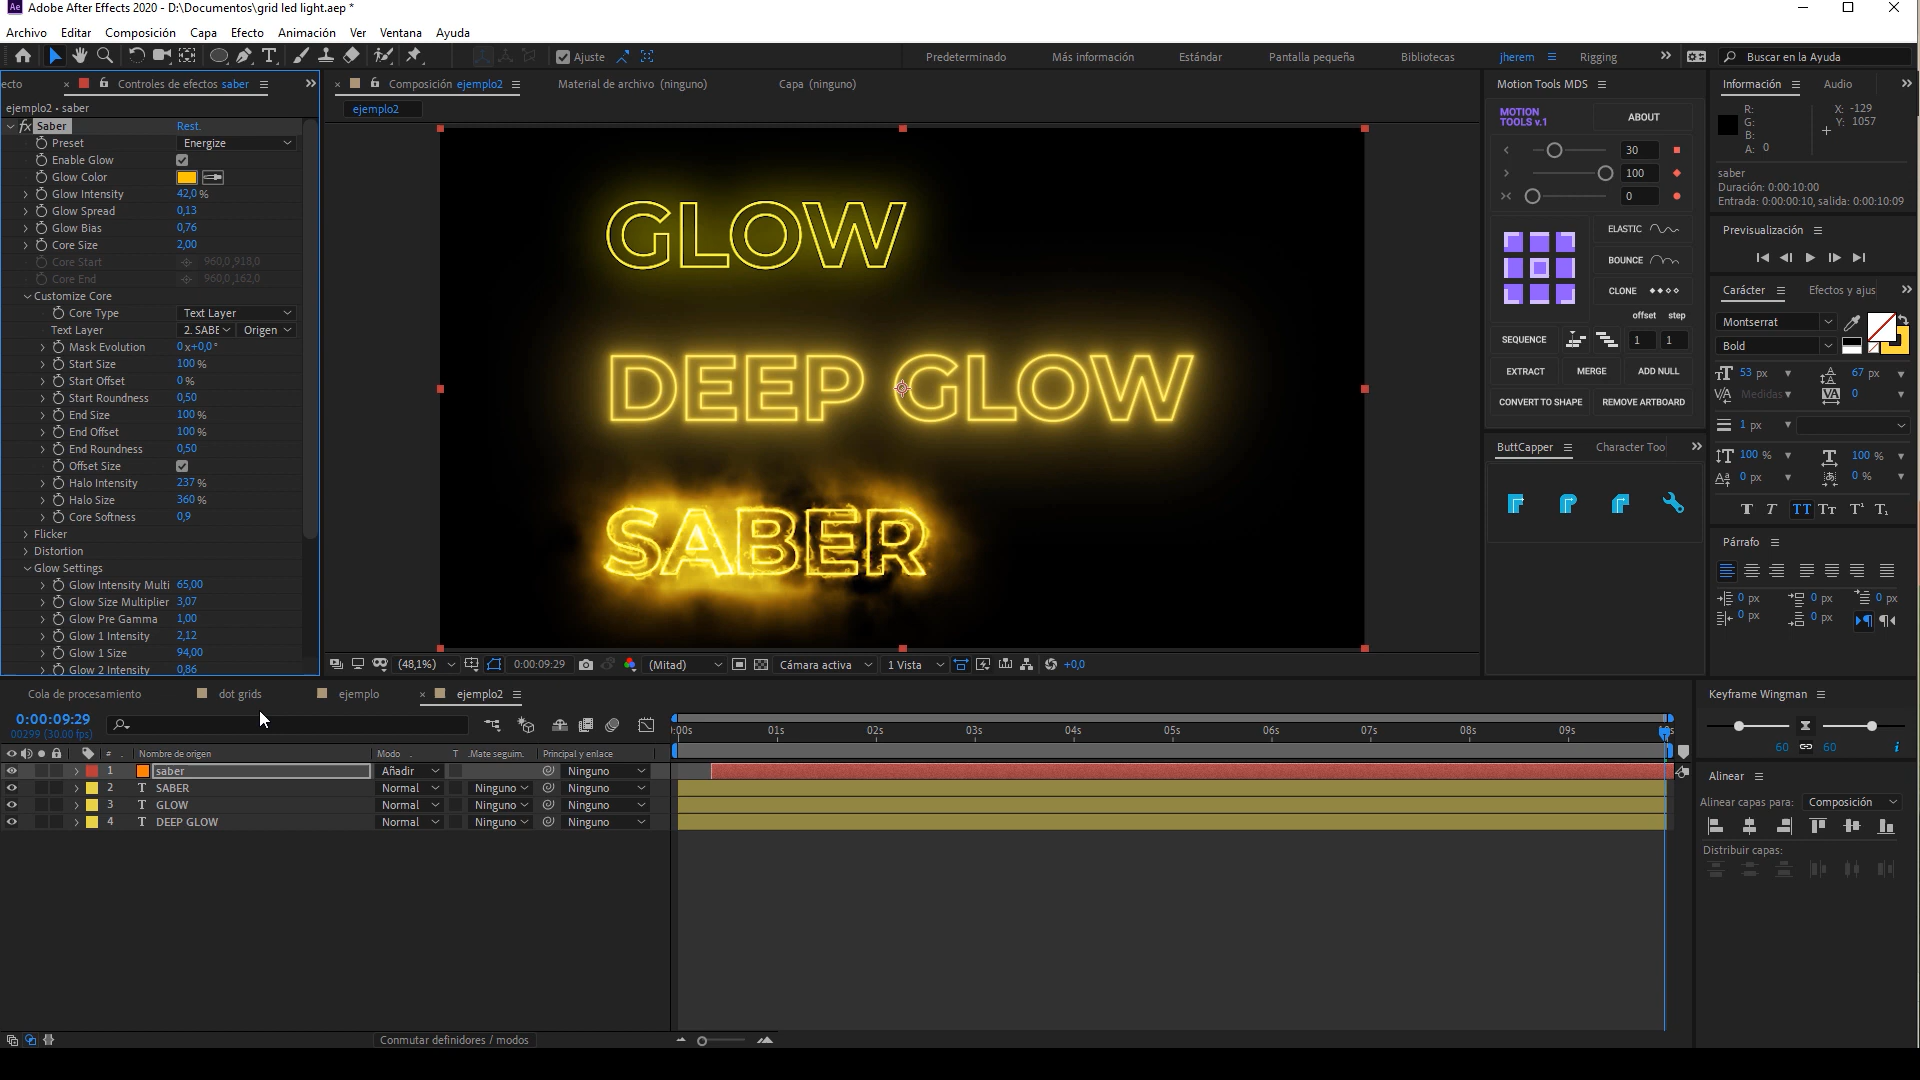 Ae Adobe After Effects 2020 - D:\Documentos\grid led light.aep *
Archivo Editar Composición Capa Efecto Animación Ver Ventana Ayuda
Ajuste
Predeterminado Más información Estándar Pantalla pequeña Bibliotecas jherem Rigging
Buscar en la Ayuda
ecto × Controles de efectos saber
ejemplo2 • saber
fx Saber Rest.
Preset Energize
Enable Glow
Glow Color
Glow Intensity 42,0 %
Glow Spread 0,13
Glow Bias 0,76
Core Size 2,00
Core Start 960,0,918,0
Core End 960,0,162,0
Customize Core
Core Type Text Layer
Text Layer 2. SABE Origen
Mask Evolution 0x+0,0°
Start Size 100 %
Start Offset 0 %
Start Roundness 0,50
End Size 100 %
End Offset 100 %
End Roundness 0,50
Offset Size
Halo Intensity 237 %
Halo Size 360 %
Core Softness 0,9
Flicker
Distortion
Glow Settings
Glow Intensity Multi 65,00
Glow Size Multiplier 3,07
Glow Pre Gamma 1,00
Glow 1 Intensity 2,12
Glow 1 Size 94,00
Glow 2 Intensity 0,86
× Composición ejemplo2
Material de archivo (ninguno)
Capa (ninguno)
ejemplo2
GLOW
DEEP GLOW
SABER
(48,1%) 0:00:09:29 (Mitad) Cámara activa 1 Vista +0,0
Motion Tools MDS
MOTION
TOOLS v.1
ABOUT
30
100
0
ELASTIC
BOUNCE
CLONE
offset step
SEQUENCE 1 1
EXTRACT MERGE ADD NULL
CONVERT TO SHAPE REMOVE ARTBOARD
ButtCapper Character Too
Información Audio
R: X: -129
G: Y: 1057
B:
A: 0
saber
Duración: 0:00:10:00
Entrada: 0:00:00:10, salida: 0:00:10:09
Previsualización
Carácter Efectos y ajus
Montserrat
Bold
53 px 67 px
Medidas 0
1 px
100 % 100 %
0 px 0 %
T T TT Tт T¹ T₁
Párrafo
0 px 0 px 0 px
0 px 0 px
Cola de procesamiento dot grids ejemplo × ejemplo2
0:00:09:29
00299 (30.00 fps)
:00s 01s 02s 03s 04s 05s 06s 07s 08s 09s
# Nombre de origen Modo T .Mate seguim. Principal y enlace
1 saber Añadir Ninguno
2 T SABER Normal Ninguno Ninguno
3 T GLOW Normal Ninguno Ninguno
4 T DEEP GLOW Normal Ninguno Ninguno
Conmutar definidores / modos
Keyframe Wingman
60 60 i
Alinear
Alinear capas para: Composición
Distribuir capas: